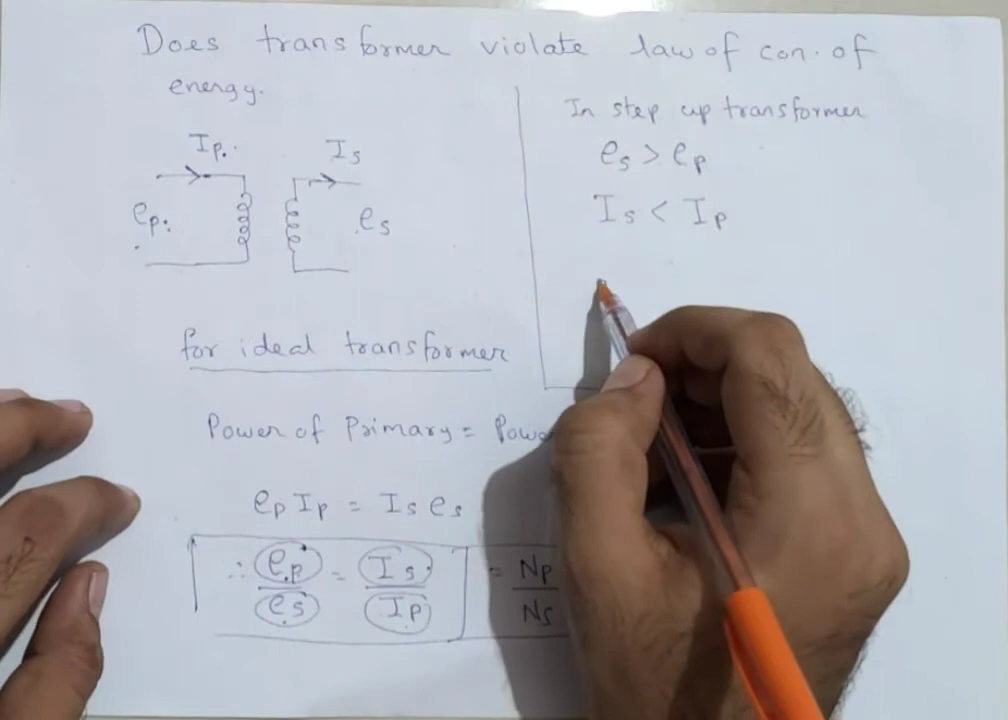 Does transformer violate law of con. of
energy.
Ip.
Is
ep.
es
for ideal transformer
Power of Primary =
ep Ip = Is es
∴ ep/es = Is/Ip = Np/Ns
In step up transformer
es > ep
Is < Ip